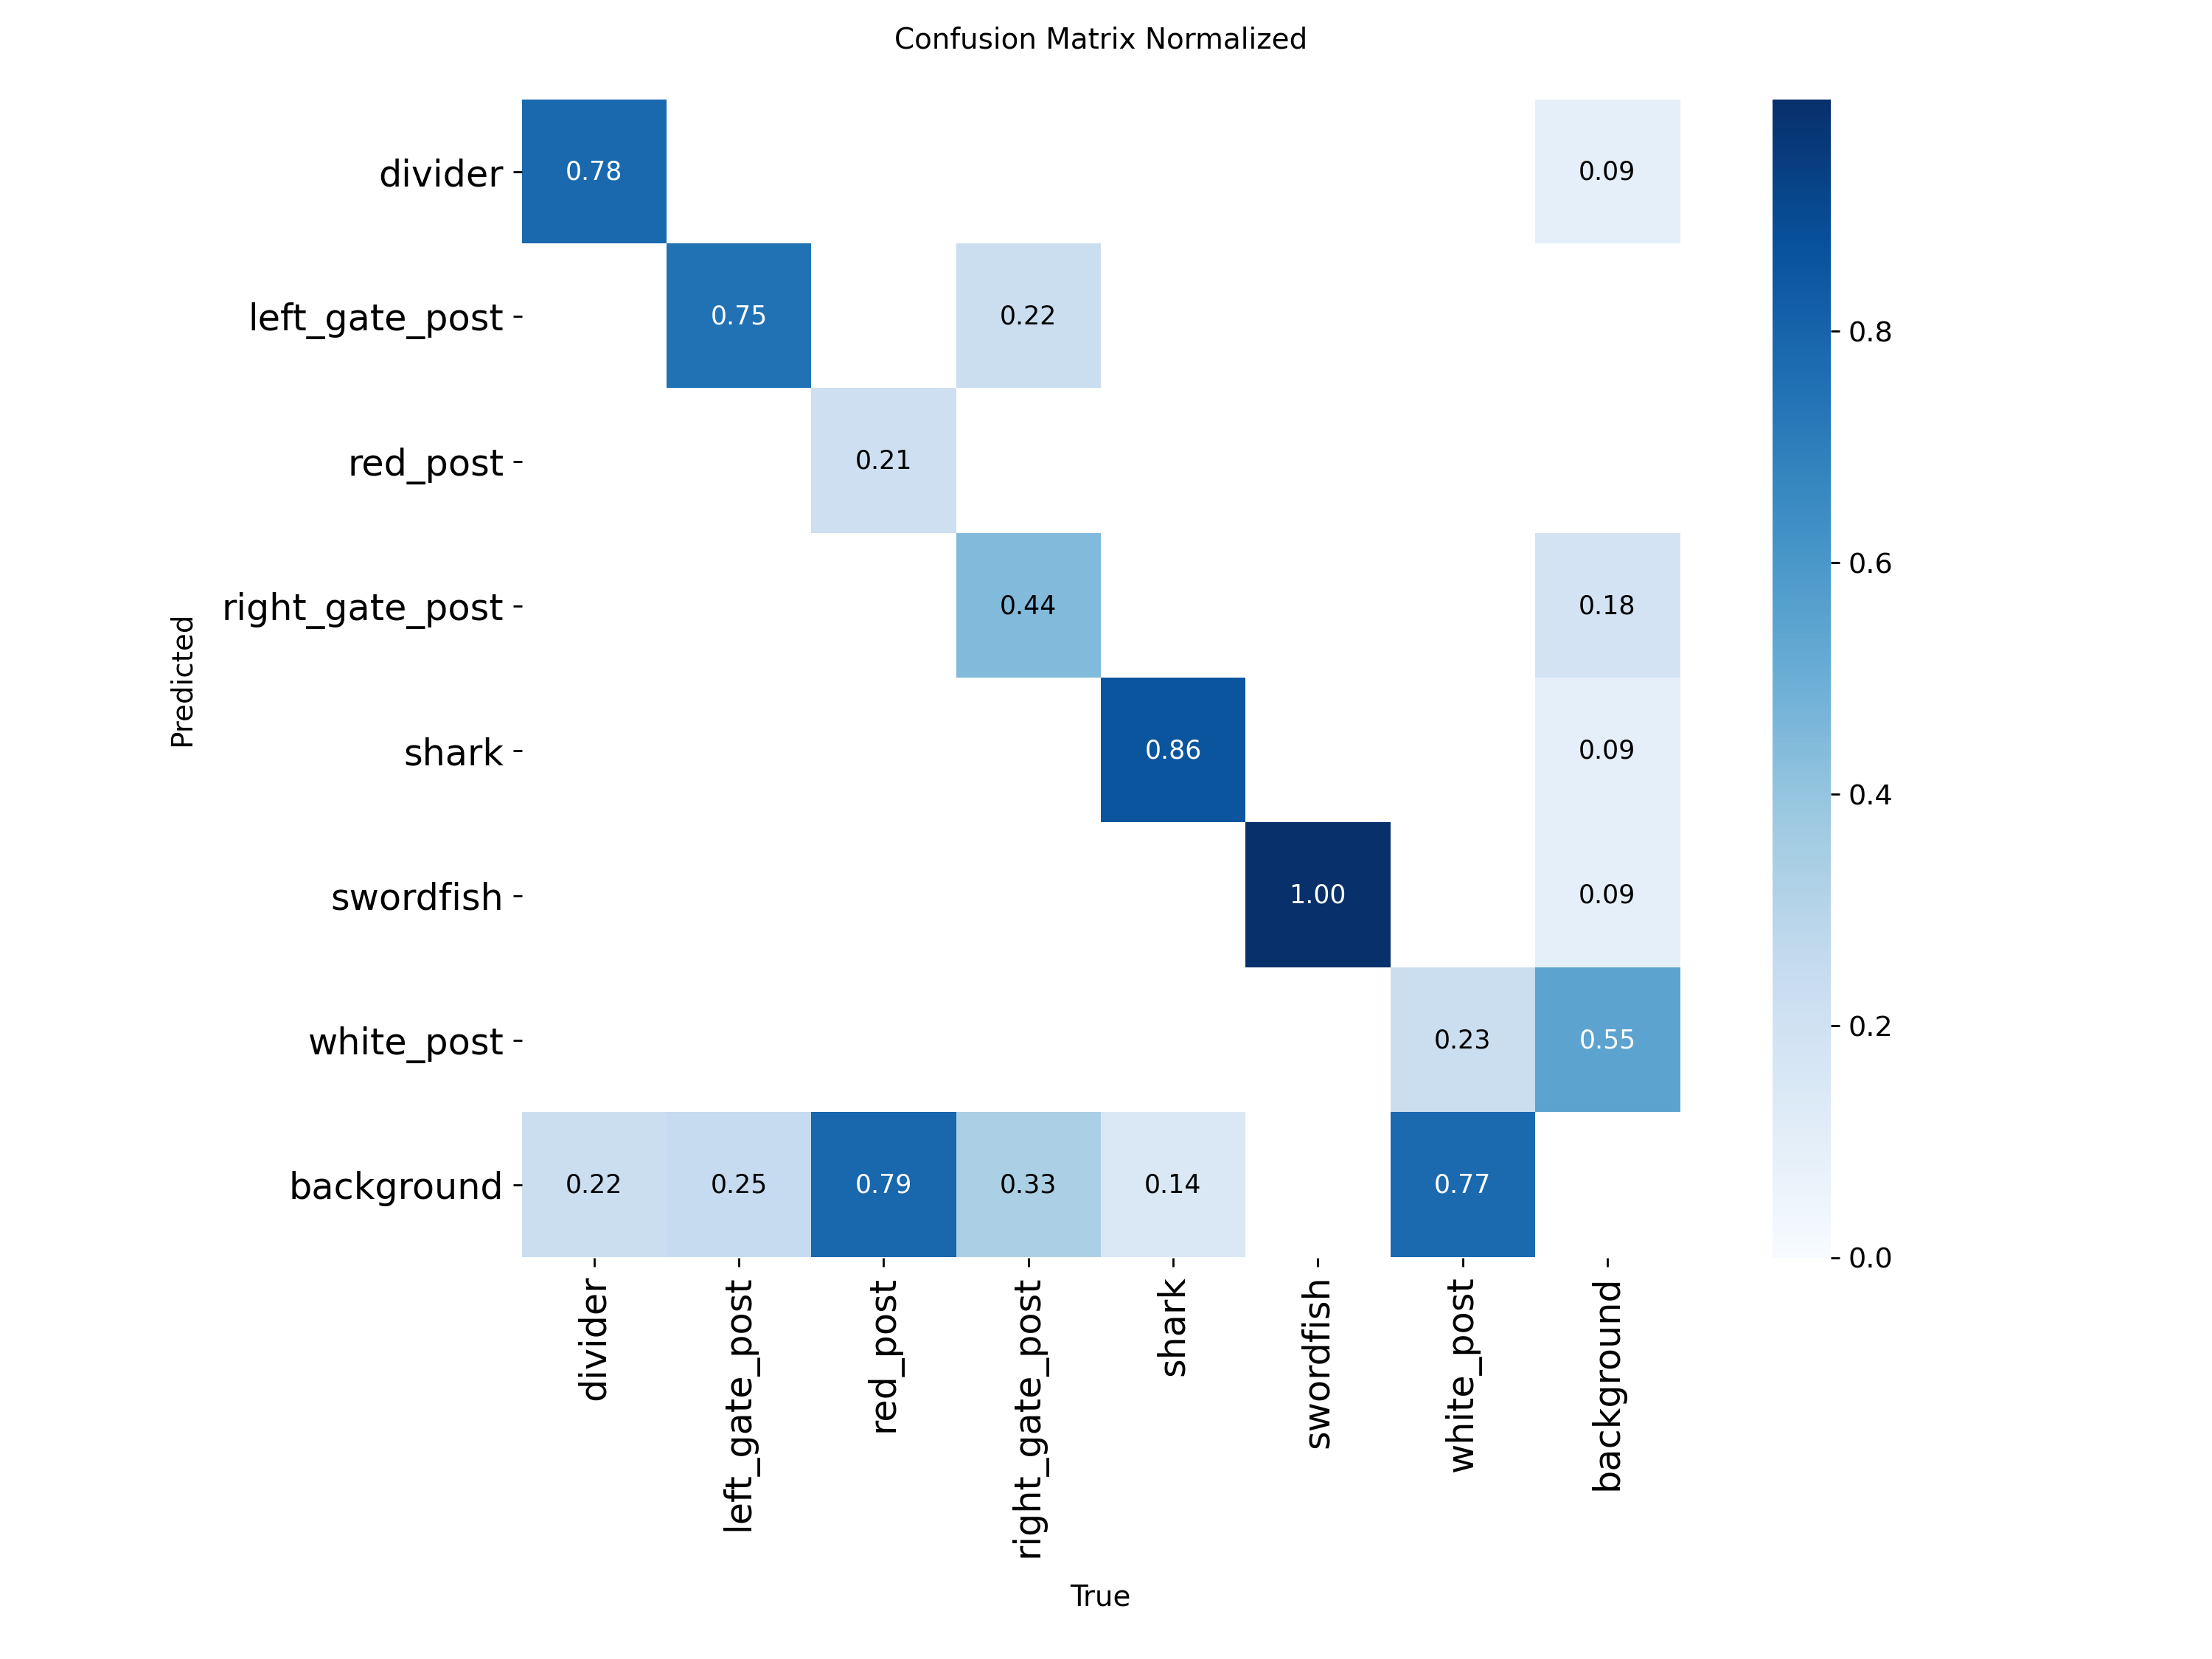 Confusion Matrix Normalized
divider 0.78 0.09
left_gate_post 0.75 0.22
red_post 0.21
right_gate_post 0.44 0.18
shark 0.86 0.09
swordfish 1.00 0.09
white_post 0.23 0.55
background 0.22 0.25 0.79 0.33 0.14 0.77
divider left_gate_post red_post right_gate_post shark swordfish white_post background
True
Predicted
0.8
0.6
0.4
0.2
0.0